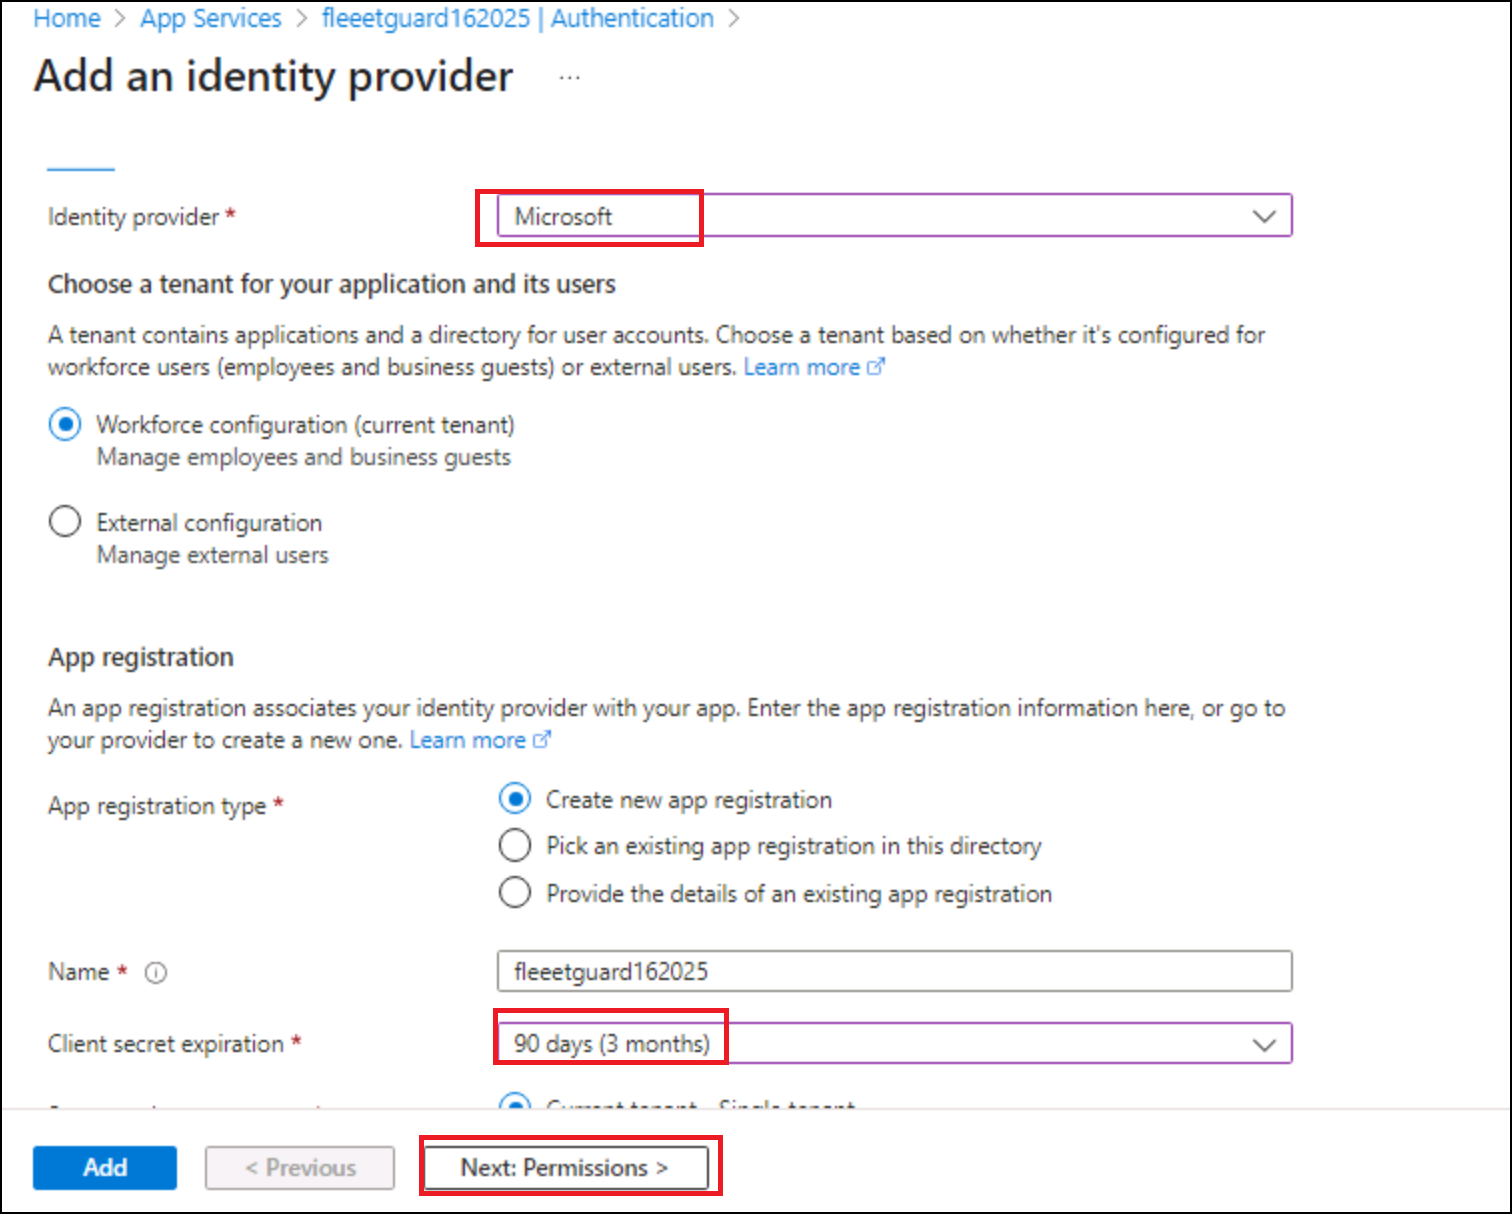 Home > App Services > fleeetguard162025 | Authentication >
Add an identity provider ...
Identity provider * Microsoft
Choose a tenant for your application and its users
A tenant contains applications and a directory for user accounts. Choose a tenant based on whether it's configured for
workforce users (employees and business guests) or external users. Learn more
Workforce configuration (current tenant)
Manage employees and business guests
External configuration
Manage external users
App registration
An app registration associates your identity provider with your app. Enter the app registration information here, or go to
your provider to create a new one. Learn more
App registration type * Create new app registration
Pick an existing app registration in this directory
Provide the details of an existing app registration
Name * fleeetguard162025
Client secret expiration * 90 days (3 months)
Current tenant - Single tenant
Add < Previous Next: Permissions >